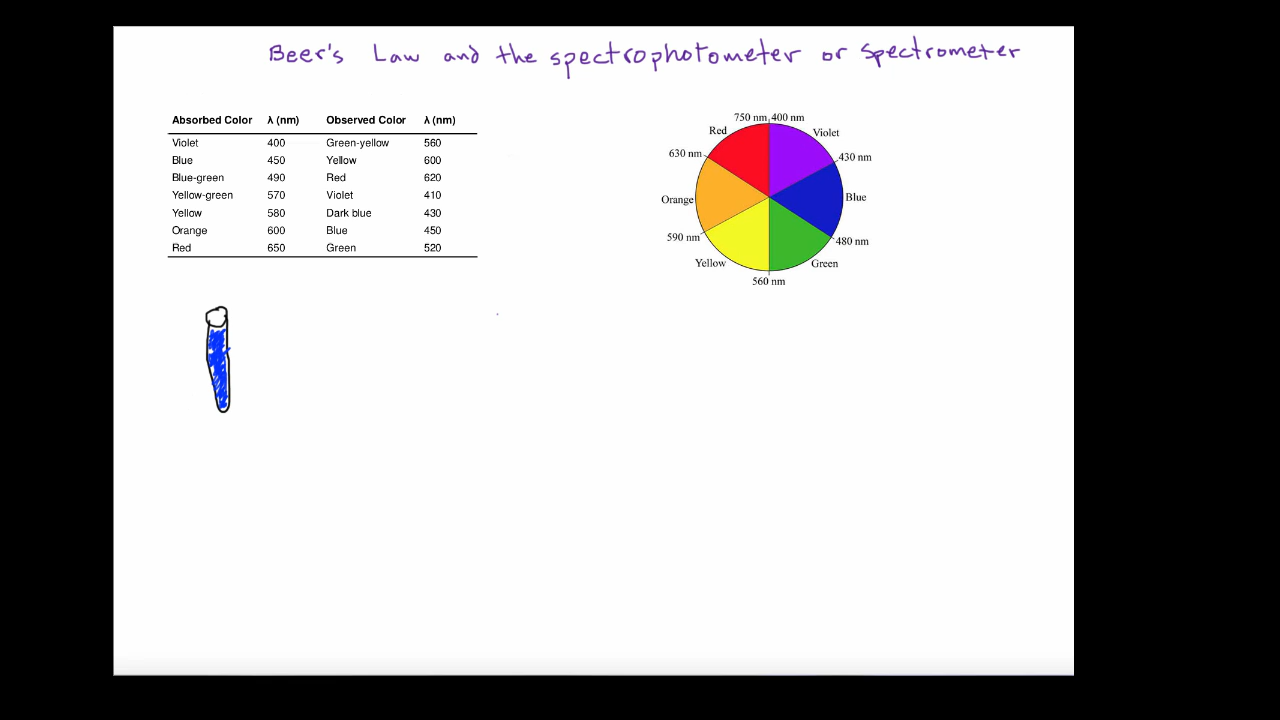 Beer's Law and the spectrophotometer or Spectrometer
Absorbed Color λ (nm) Observed Color λ (nm)
Violet 400 Green-yellow 560
Blue 450 Yellow 600
Blue-green 490 Red 620
Yellow-green 570 Violet 410
Yellow 580 Dark blue 430
Orange 600 Blue 450
Red 650 Green 520
750 nm 400 nm
Red Violet
630 nm 430 nm
Orange Blue
590 nm 480 nm
Yellow Green
560 nm